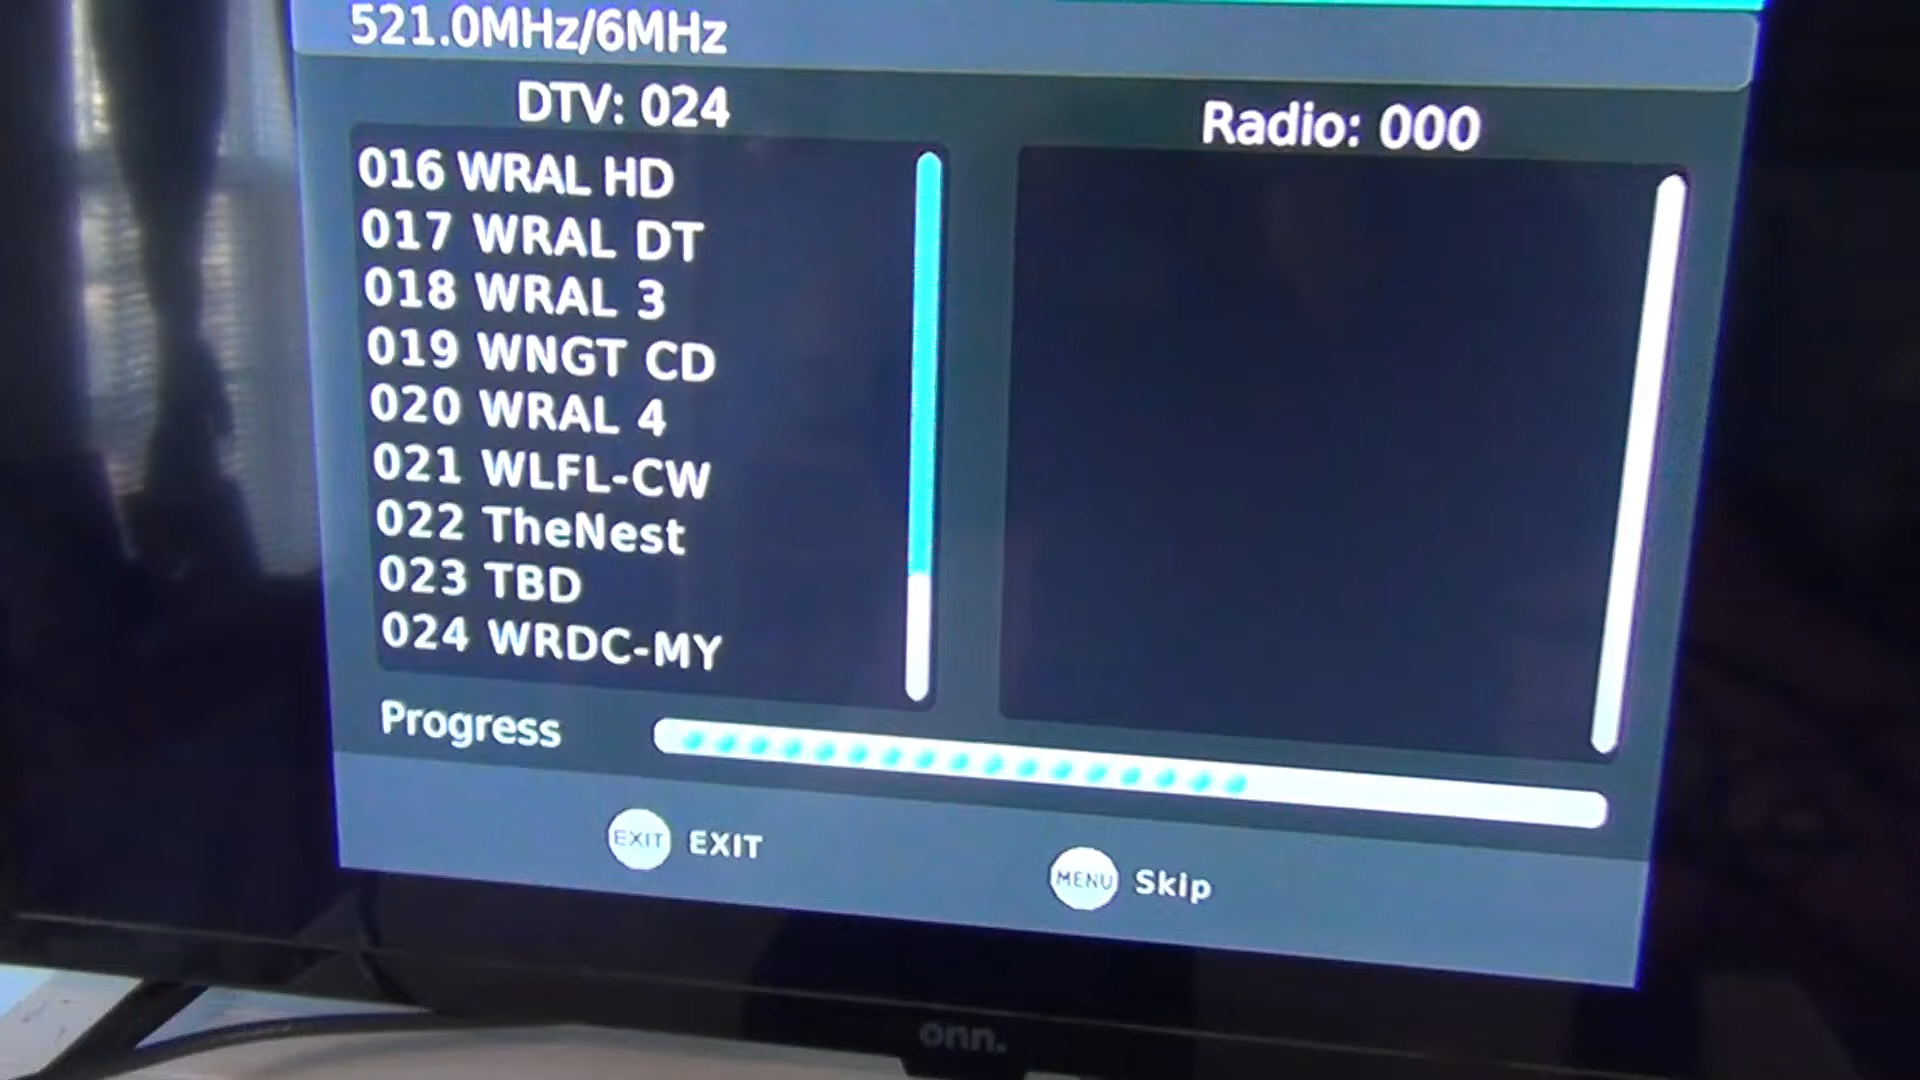 521.0MHz/6MHz
DTV: 024
Radio: 000
016 WRAL HD
017 WRAL DT
018 WRAL 3
019 WNGT CD
020 WRAL 4
021 WLFL-CW
022 TheNest
023 TBD
024 WRDC-MY
Progress
EXIT EXIT
MENU Skip
onn.